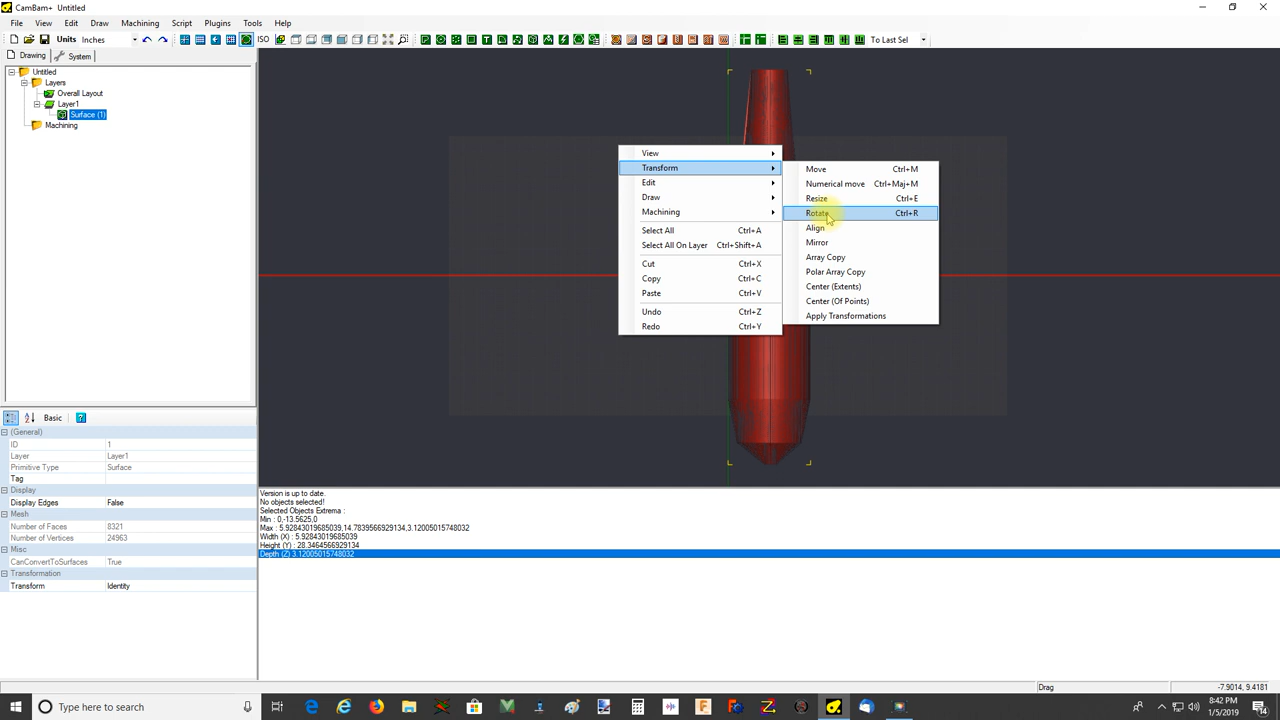 CamBam+ Untitled
File View Edit Draw Machining Script Plugins Tools Help
Units Inches ISO To Last Sel
Drawing System
Untitled
Layers
Overall Layout
Layer1
Surface (1)
Machining
View
Transform
Edit
Draw
Machining
Select All Ctrl+A
Select All On Layer Ctrl+Shift+A
Cut Ctrl+X
Copy Ctrl+C
Paste Ctrl+V
Undo Ctrl+Z
Redo Ctrl+Y
Move Ctrl+M
Numerical move Ctrl+Maj+M
Resize Ctrl+E
Rotate Ctrl+R
Align
Mirror
Array Copy
Polar Array Copy
Center (Extents)
Center (Of Points)
Apply Transformations
Basic
(General)
ID 1
Layer Layer1
Primitive Type Surface
Tag
Display
Display Edges False
Mesh
Number of Faces 8321
Number of Vertices 24963
Misc
CanConvertToSurfaces True
Transformation
Transform Identity
Version is up to date.
No objects selected!
Selected Objects Extrema :
Min : 0,-13.5625,0
Max : 5.92843019685039,14.7839566929134,3.12005015748032
Width (X) : 5.92843019685039
Height (Y) : 28.3464566929134
Depth (Z) 3.12005015748032
Drag -7.9014, 9.4181
Type here to search
8:42 PM
1/5/2019
14